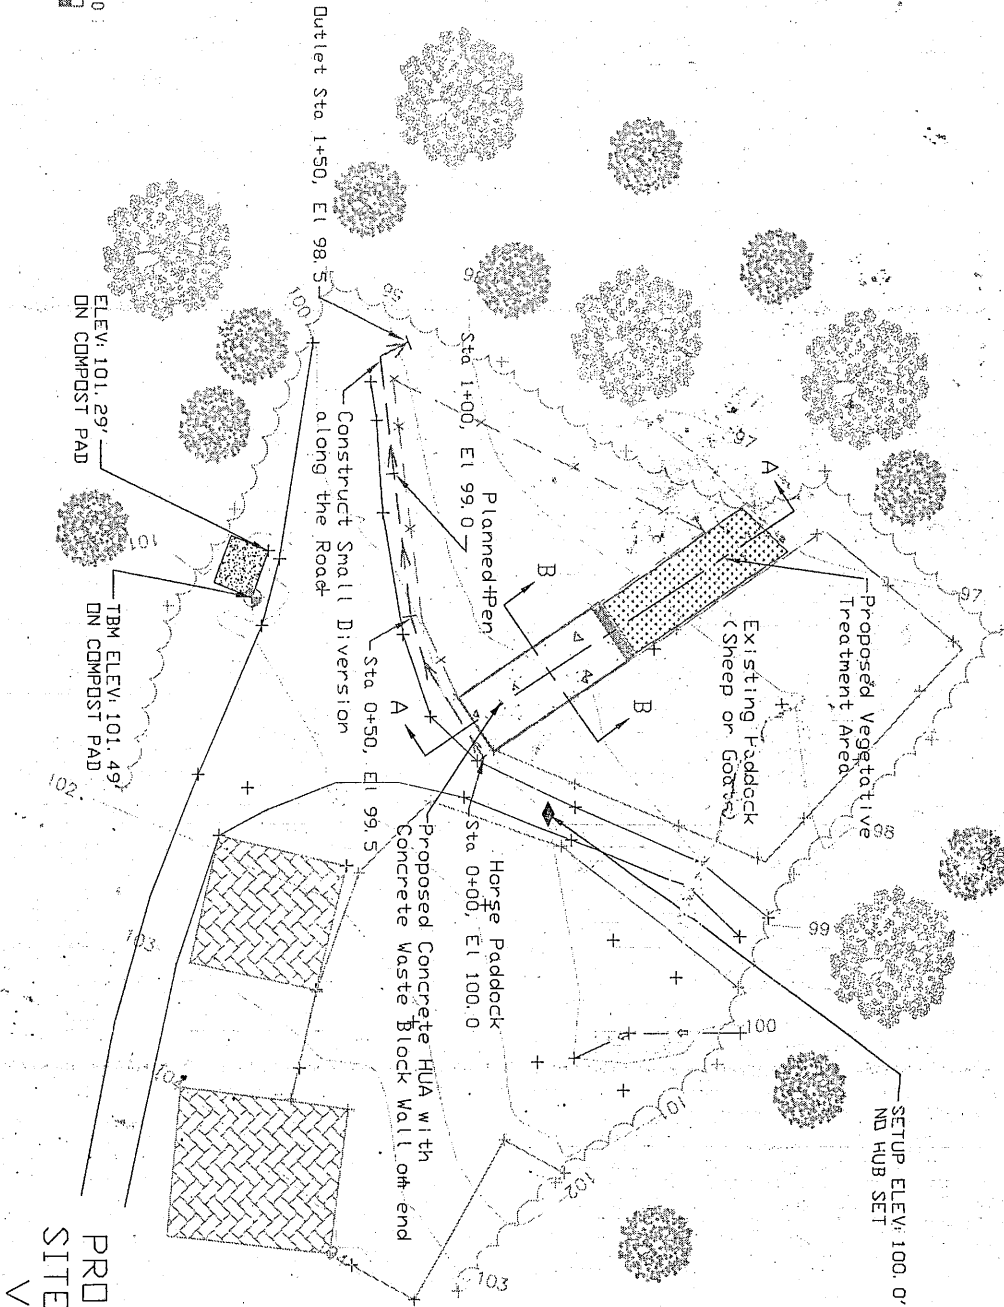 SETUP ELEV: 100.0'
NO HUB SET
Proposed Vegetative
Treatment Area
Existing Paddock
(Sheep or Goats)
A
B
B
A
97
97
98
99
100
101
102
103
Horse Paddock
Sta 0+00, El 100.0
Proposed Concrete HUA with
Concrete Waste Block Wall on end
Planned Pen
Sta 1+00, El 99.0
Sta 0+50, El 99.5
Construct Small Diversion
along the Road
Outlet Sta 1+50, El 98.5
100
101
102
103
104
ELEV: 101.29'
ON COMPOST PAD
TBM ELEV: 101.49'
ON COMPOST PAD
PRO
SITE
V